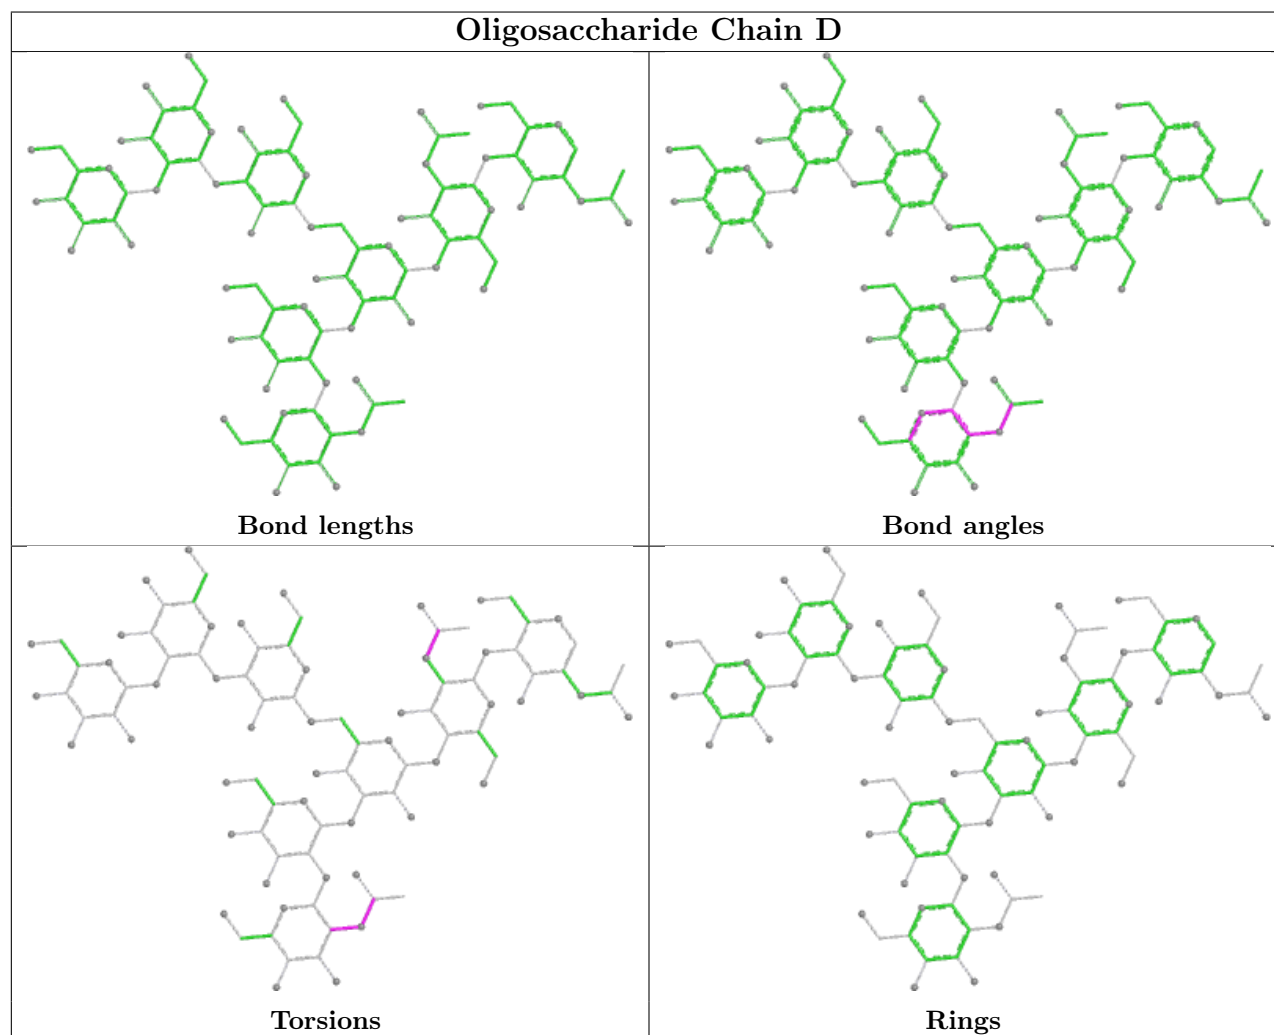 Oligosaccharide Chain D
Bond lengths
Bond angles
Torsions
Rings